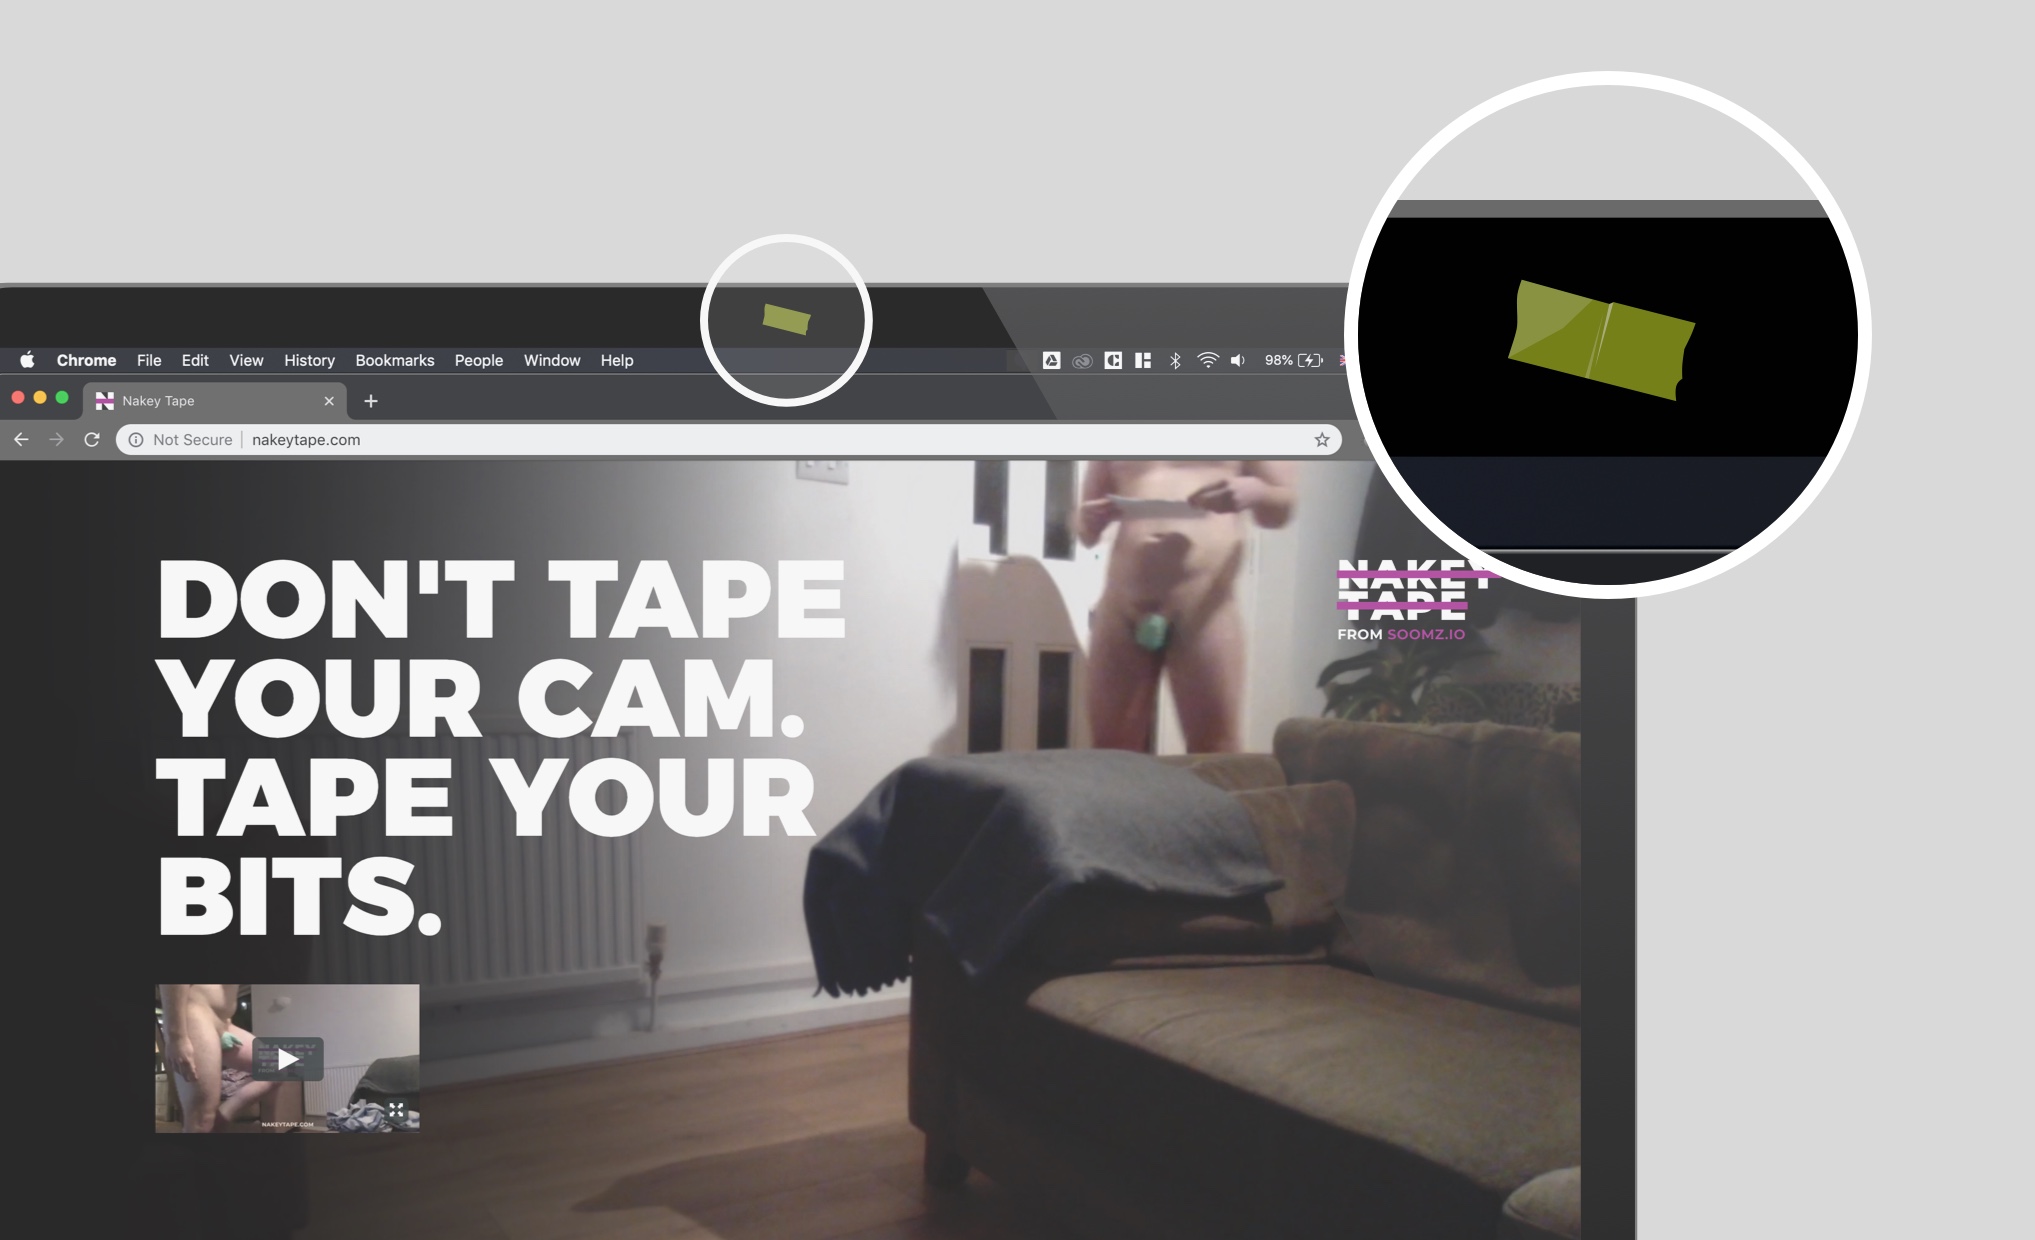 Chrome File Edit View History Bookmarks People Window Help 98%
Nakey Tape
Not Secure nakeytape.com
DON'T TAPE
YOUR CAM.
TAPE YOUR
BITS.
NAKEY
TAPE
FROM SOOMZ.IO
NAKEYTAPE.COM